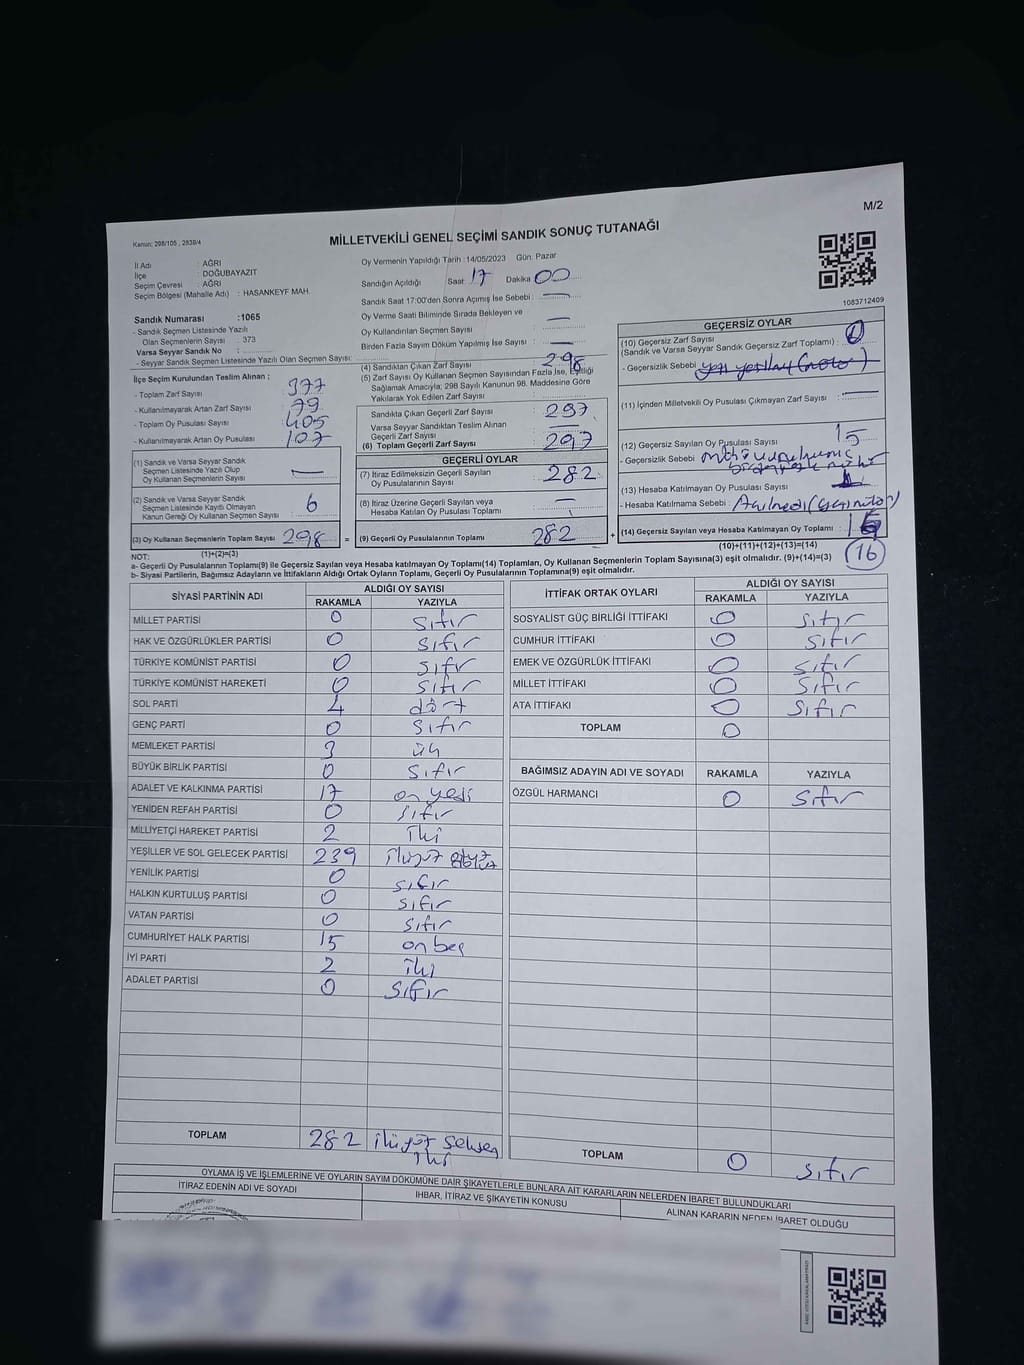 M/2
Kanun: 298/105 , 2839/4
MİLLETVEKİLİ GENEL SEÇİMİ SANDIK SONUÇ TUTANAĞI
İl Adı : AĞRI
İlçe : DOĞUBAYAZIT
Seçim Çevresi : AĞRI
Seçim Bölgesi (Mahalle Adı) : HASANKEYF MAH.
Sandık Numarası :1065
- Sandık Seçmen Listesinde Yazılı
Olan Seçmenlerin Sayısı : 373
Varsa Seyyar Sandık No :
- Seyyar Sandık Seçmen Listesinde Yazılı Olan Seçmen Sayısı:
Oy Vermenin Yapıldığı Tarih : 14/05/2023 Gün. Pazar
Sandığın Açıldığı Saat 17 Dakika 00
Sandık Saat 17:00'den Sonra Açımış İse Sebebi : —
Oy Verme Saati Biliminde Sırada Bekleyen ve
Oy Kullandırılan Seçmen Sayısı —
Birden Fazla Sayım Döküm Yapılmış İse Sayısı : —
1083712409
İlçe Seçim Kurulundan Teslim Alınan :
- Toplam Zarf Sayısı : 377
- Kullanılmayarak Artan Zarf Sayısı : 79
- Toplam Oy Pusulası Sayısı : 405
- Kullanılmayarak Artan Oy Pusulası : 107
(1) Sandık ve Varsa Seyyar Sandık
Seçmen Listesinde Yazılı Olup
Oy Kullanan Seçmenlerin Sayısı —
(2) Sandık ve Varsa Seyyar Sandık
Seçmen Listesinde Kayıtlı Olmayan
Kanun Gereği Oy Kullanan Seçmen Sayısı 6
(3) Oy Kullanan Seçmenlerin Toplam Sayısı 298 =
(1)+(2)=(3)
(4) Sandıktan Çıkan Zarf Sayısı : 298
(5) Zarf Sayısı Oy Kullanan Seçmen Sayısından Fazla İse, Eşitliği
Sağlamak Amacıyla; 298 Sayılı Kanunun 98. Maddesine Göre
Yakılarak Yok Edilen Zarf Sayısı :
Sandıkta Çıkan Geçerli Zarf Sayısı : 297
Varsa Seyyar Sandıktan Teslim Alınan
Geçerli Zarf Sayısı : —
(6) Toplam Geçerli Zarf Sayısı : 297
GEÇERLİ OYLAR
(7) İtiraz Edilmeksizin Geçerli Sayılan
Oy Pusulalarının Sayısı : 282
(8) İtiraz Üzerine Geçerli Sayılan veya
Hesaba Katılan Oy Pusulası Toplamı : —
(9) Geçerli Oy Pusulalarının Toplamı 282 +
GEÇERSİZ OYLAR
(10) Geçersiz Zarf Sayısı
(Sandık ve Varsa Seyyar Sandık Geçersiz Zarf Toplamı) :
- Geçersizlik Sebebi
(11) İçinden Milletvekili Oy Pusulası Çıkmayan Zarf Sayısı : —
(12) Geçersiz Sayılan Oy Pusulası Sayısı : 15
- Geçersizlik Sebebi
(13) Hesaba Katılmayan Oy Pusulası Sayısı :
- Hesaba Katılmama Sebebi :
(14) Geçersiz Sayılan veya Hesaba Katılmayan Oy Toplamı :
(10)+(11)+(12)+(13)=(14)
16
NOT:
a- Geçerli Oy Pusulalarının Toplamı(9) ile Geçersiz Sayılan veya Hesaba katılmayan Oy Toplamı(14) Toplamları, Oy Kullanan Seçmenlerin Toplam Sayısına(3) eşit olmalıdır. (9)+(14)=(3)
b- Siyasi Partilerin, Bağımsız Adayların ve İttifakların Aldığı Ortak Oyların Toplamı, Geçerli Oy Pusulalarının Toplamına(9) eşit olmalıdır.
SİYASİ PARTİNİN ADI ALDIĞI OY SAYISI
RAKAMLA YAZIYLA
MİLLET PARTİSİ 0 sıfır
HAK VE ÖZGÜRLÜKLER PARTİSİ 0 sıfır
TÜRKİYE KOMÜNİST PARTİSİ 0 sıfır
TÜRKİYE KOMÜNİST HAREKETİ 0 sıfır
SOL PARTİ 4 dört
GENÇ PARTİ 0 sıfır
MEMLEKET PARTİSİ 3 üç
BÜYÜK BİRLİK PARTİSİ 0 sıfır
ADALET VE KALKINMA PARTİSİ 17 on yedi
YENİDEN REFAH PARTİSİ 0 sıfır
MİLLİYETÇİ HAREKET PARTİSİ 2 iki
YEŞİLLER VE SOL GELECEK PARTİSİ 239 ikiyüz
YENİLİK PARTİSİ 0 sıfır
HALKIN KURTULUŞ PARTİSİ 0 sıfır
VATAN PARTİSİ 0 sıfır
CUMHURİYET HALK PARTİSİ 15 on beş
İYİ PARTİ 2 iki
ADALET PARTİSİ 0 sıfır
TOPLAM 282 ikiyüz seksen
iki
İTTİFAK ORTAK OYLARI ALDIĞI OY SAYISI
RAKAMLA YAZIYLA
SOSYALİST GÜÇ BİRLİĞİ İTTİFAKI 0 sıfır
CUMHUR İTTİFAKI 0 sıfır
EMEK VE ÖZGÜRLÜK İTTİFAKI 0 sıfır
MİLLET İTTİFAKI 0 sıfır
ATA İTTİFAKI 0 sıfır
TOPLAM 0
BAĞIMSIZ ADAYIN ADI VE SOYADI RAKAMLA YAZIYLA
ÖZGÜL HARMANCI 0 sıfır
TOPLAM 0 sıfır
OYLAMA İŞ VE İŞLEMLERİNE VE OYLARIN SAYIM DÖKÜMÜNE DAİR ŞİKAYETLERLE BUNLARA AİT KARARLARIN NELERDEN İBARET BULUNDUKLARI
İTİRAZ EDENİN ADI VE SOYADI İHBAR, İTİRAZ VE ŞİKAYETİN KONUSU ALINAN KARARIN NEDEN İBARET OLDUĞU